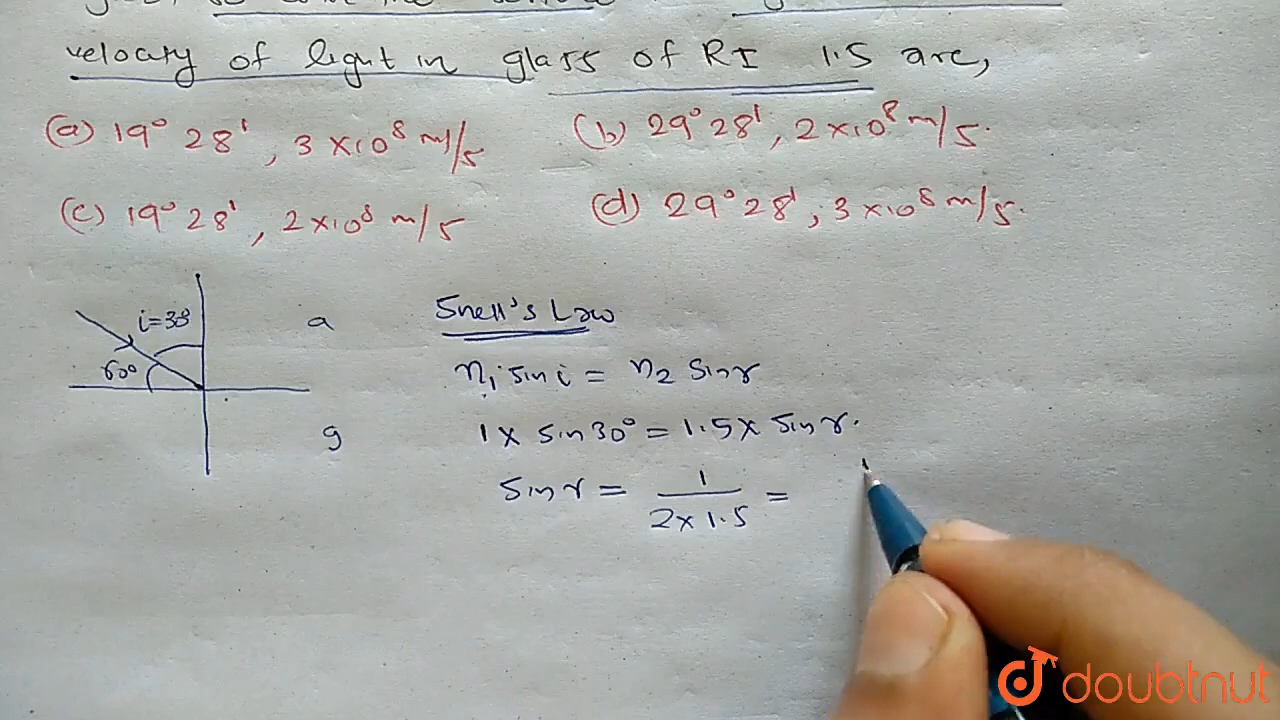 velocity of light in glass of RI 1.5 are,
(a) 19° 28', 3×10⁸ m/s (b) 29° 28', 2×10⁸ m/s.
(c) 19° 28', 2×10⁸ m/s (d) 29° 28', 3×10⁸ m/s.
i=30° a Snell's Law
60° n₁ sin i = n₂ sin r
g 1 × sin 30° = 1.5 × sin r.
sin r = 1/(2×1.5) =
doubtnut